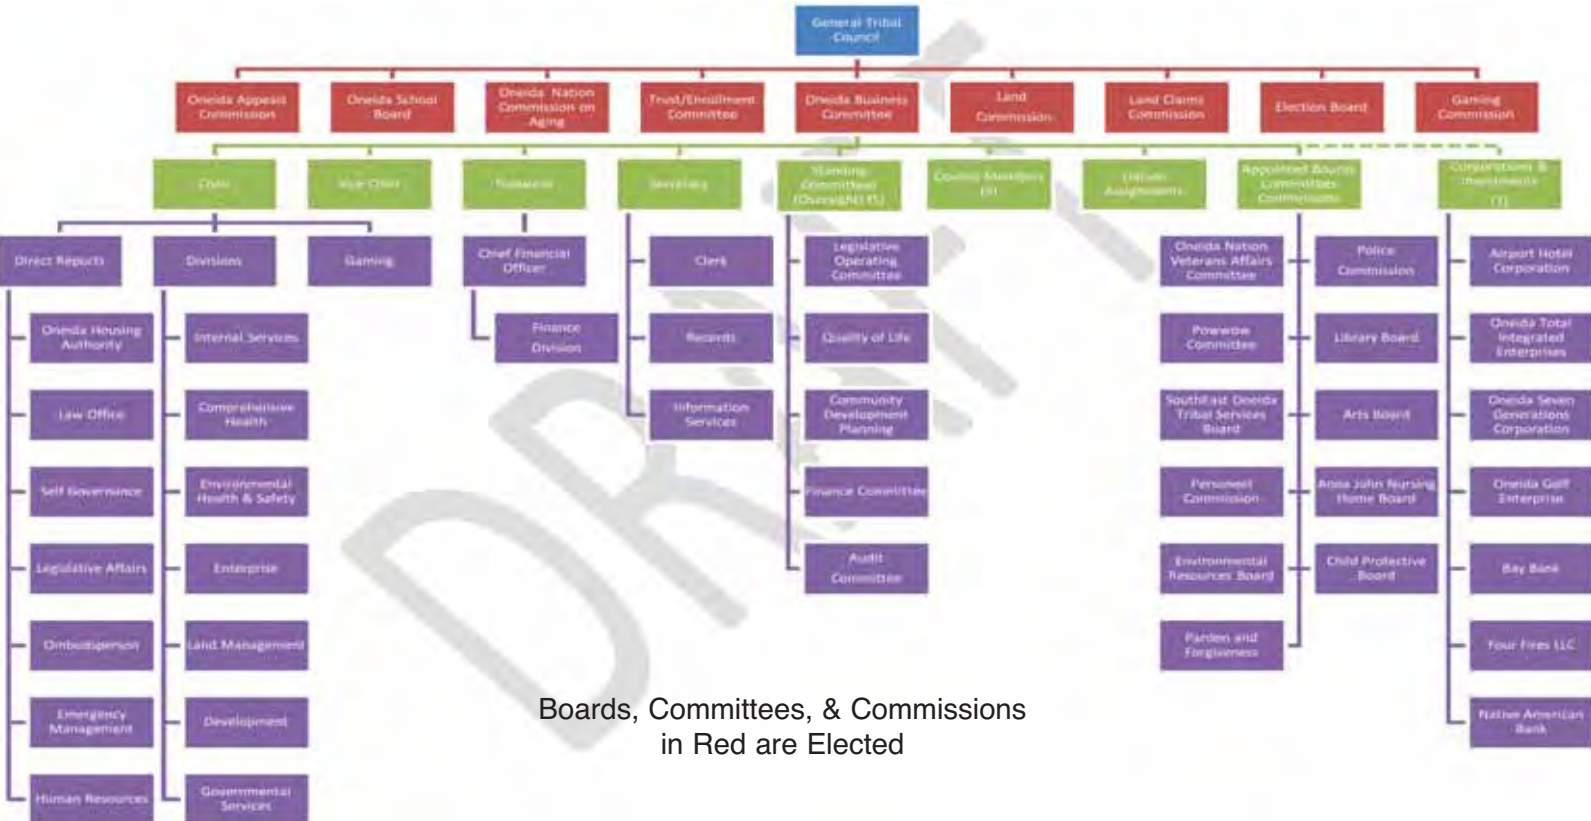 General Tribal
Council
Oneida Appeals
Commission
Oneida School
Board
Oneida Nation
Commission on
Aging
Trust/Enrollment
Committee
Oneida Business
Committee
Land
Commission
Land Claims
Commission
Election Board
Gaming
Commission
Chair
Vice Chair
Treasurer
Secretary
Standing
Committees
(Oversight) (5)
Council Members
Liaison
Assignments
Appointed Boards
Committees
Commissions
Corporations &
Investments
Direct Reports
Divisions
Gaming
Chief Financial
Officer
Clerk
Legislative
Operating
Committee
Oneida Nation
Veterans Affairs
Committee
Police
Commission
Airport Hotel
Corporation
Oneida Housing
Authority
Internal Services
Finance
Division
Records
Quality of Life
Powwow
Committee
Library Board
Oneida Total
Integrated
Enterprises
Law Office
Comprehensive
Health
Information
Services
Community
Development
Planning
SouthEast Oneida
Tribal Services
Board
Arts Board
Oneida Seven
Generations
Corporation
Self Governance
Environmental
Health & Safety
Finance Committee
Personnel
Commission
Anna John Nursing
Home Board
Oneida Golf
Enterprise
Legislative Affairs
Enterprise
Audit
Committee
Environmental
Resources Board
Child Protective
Board
Bay Bank
Ombudsperson
Land Management
Pardon and
Forgiveness
Four Fires LLC
Emergency
Management
Development
Native American
Bank
Human Resources
Governmental
Services
Boards, Committees, & Commissions
in Red are Elected